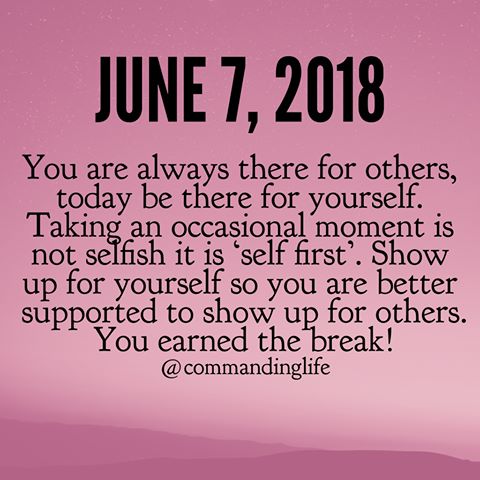 JUNE 7, 2018
You are always there for others,
today be there for yourself.
Taking an occasional moment is
not selfish it is ‘self first’. Show
up for yourself so you are better
supported to show up for others.
You earned the break!
@commandinglife